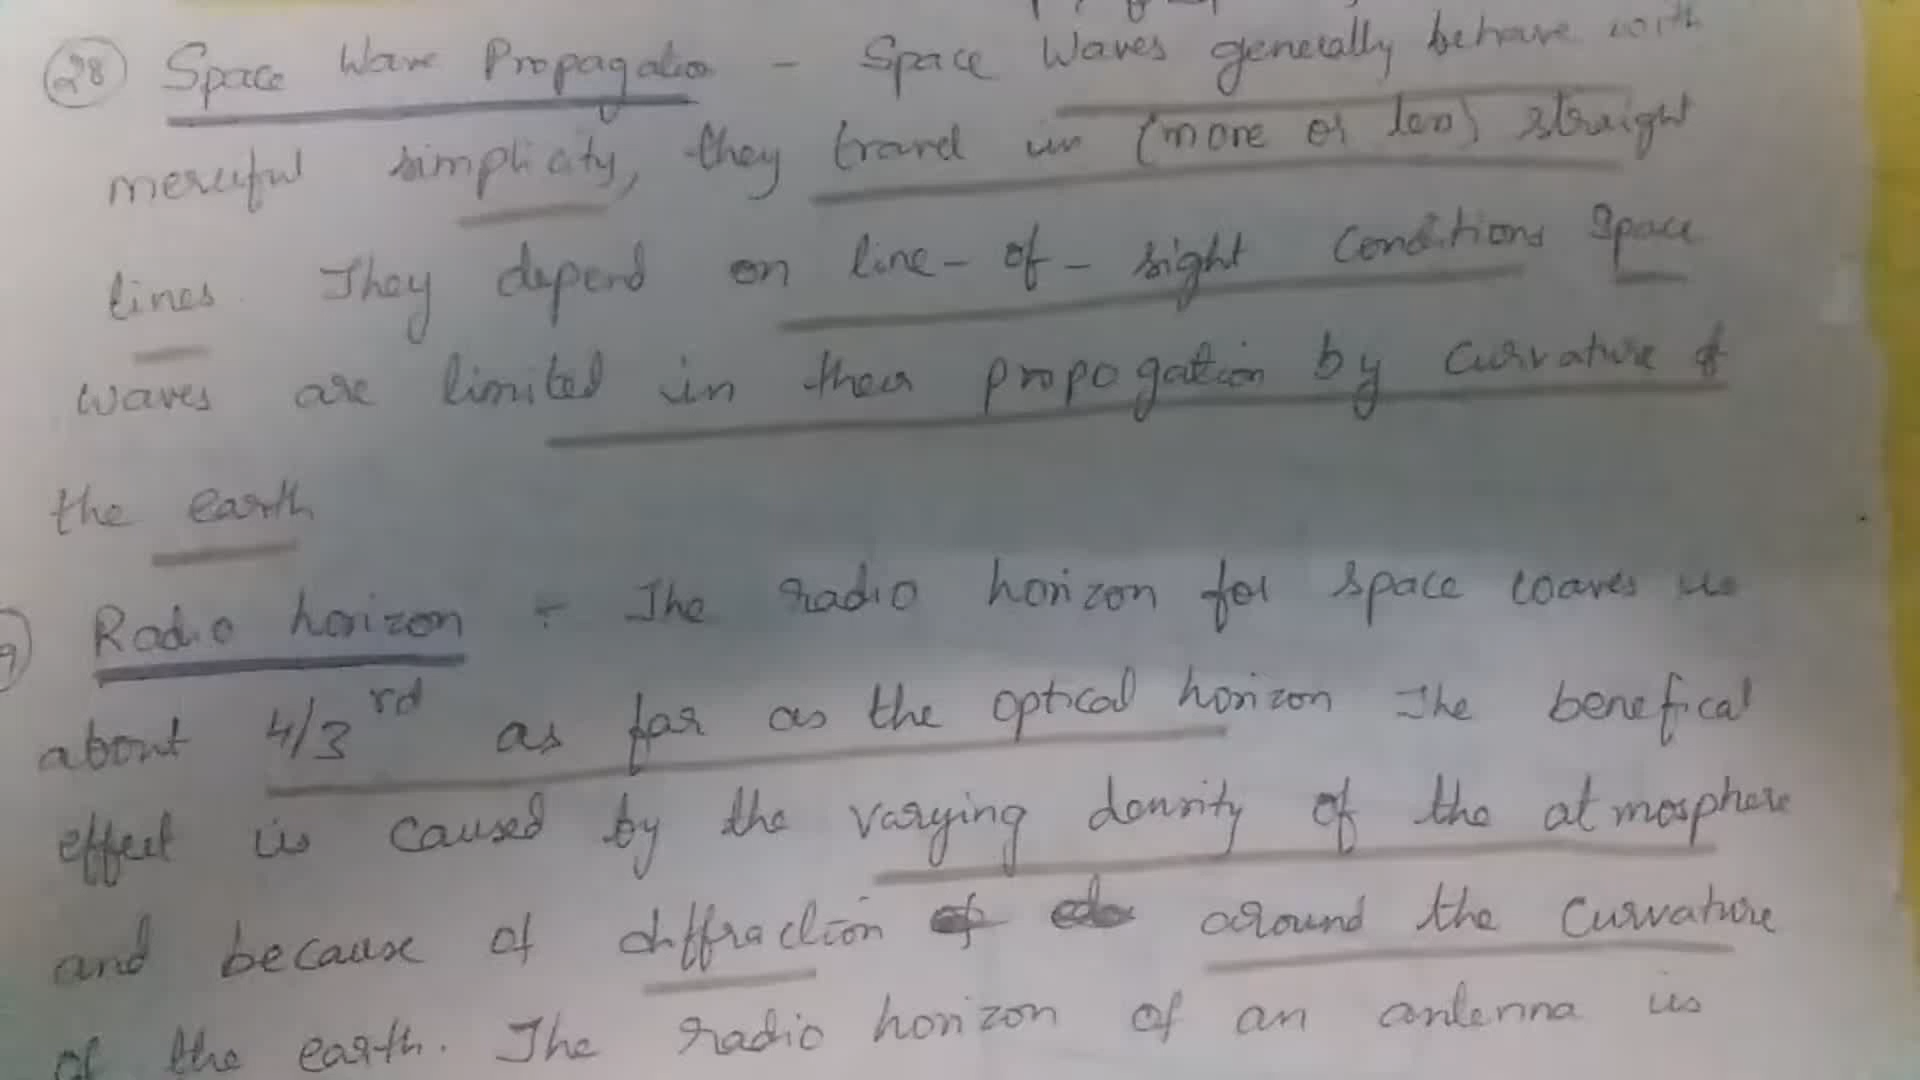 28 Space Wave Propagation - Space Waves generally behave with
merciful simplicity, they travel in (more or less) straight
lines. They depend on line-of-sight conditions Space
waves are limited in their propogation by curvature of
the earth
Radio horizon :- The radio horizon for space waves is
about 4/3rd as far as the optical horizon The benefical
effect is caused by the varying density of the atmosphere
and because of diffraction around the curvature
of the earth. The radio horizon of an antenna is